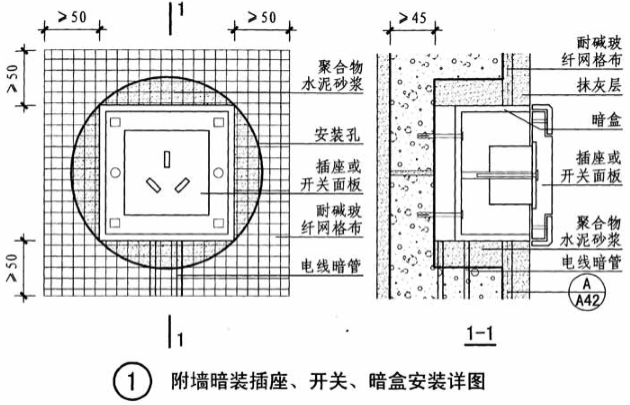 ≥50
≥50
≥45
1
耐碱玻
纤网格布
≥50
聚合物
水泥砂浆
抹灰层
暗盒
安装孔
插座或
开关面板
插座或
开关面板
耐碱玻
纤网格布
聚合物
水泥砂浆
≥50
电线暗管
电线暗管
A
A42
1
1-1
1 附墙暗装插座、开关、暗盒安装详图